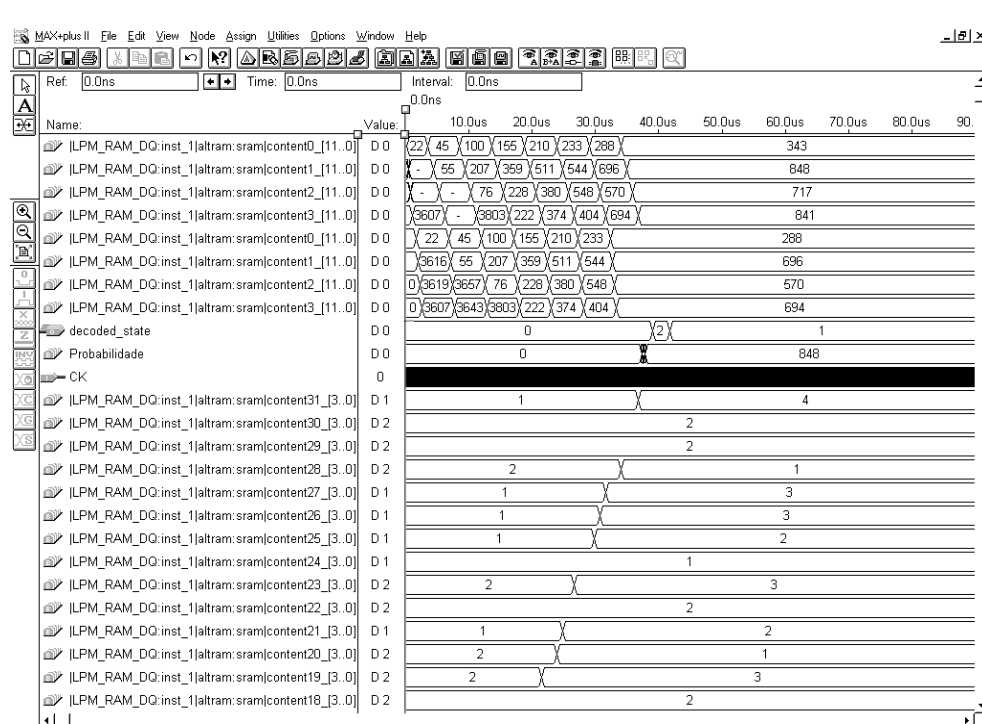 MAX+plus II File Edit View Node Assign Utilities Options Window Help
Ref: 0.0ns Time: 0.0ns Interval: 0.0ns
0.0ns
Name: Value: 10.0us 20.0us 30.0us 40.0us 50.0us 60.0us 70.0us 80.0us 90.
|LPM_RAM_DQ:inst_1|altram:sram|content0_[11..0] D 0 22 45 100 155 210 233 288 343
|LPM_RAM_DQ:inst_1|altram:sram|content1_[11..0] D 0 - 55 207 359 511 544 696 848
|LPM_RAM_DQ:inst_1|altram:sram|content2_[11..0] D 0 - - 76 228 380 548 570 717
|LPM_RAM_DQ:inst_1|altram:sram|content3_[11..0] D 0 3607 - 3803 222 374 404 694 841
|LPM_RAM_DQ:inst_1|altram:sram|content0_[11..0] D 0 22 45 100 155 210 233 288
|LPM_RAM_DQ:inst_1|altram:sram|content1_[11..0] D 0 3616 55 207 359 511 544 696
|LPM_RAM_DQ:inst_1|altram:sram|content2_[11..0] D 0 0 3619 3657 76 228 380 548 570
|LPM_RAM_DQ:inst_1|altram:sram|content3_[11..0] D 0 0 3607 3643 3803 222 374 404 694
decoded_state D 0 0 2 1
Probabilidade D 0 0 848
CK 0
|LPM_RAM_DQ:inst_1|altram:sram|content31_[3..0] D 1 1 4
|LPM_RAM_DQ:inst_1|altram:sram|content30_[3..0] D 2 2
|LPM_RAM_DQ:inst_1|altram:sram|content29_[3..0] D 2 2
|LPM_RAM_DQ:inst_1|altram:sram|content28_[3..0] D 2 2 1
|LPM_RAM_DQ:inst_1|altram:sram|content27_[3..0] D 1 1 3
|LPM_RAM_DQ:inst_1|altram:sram|content26_[3..0] D 1 1 3
|LPM_RAM_DQ:inst_1|altram:sram|content25_[3..0] D 1 1 2
|LPM_RAM_DQ:inst_1|altram:sram|content24_[3..0] D 1 1
|LPM_RAM_DQ:inst_1|altram:sram|content23_[3..0] D 2 2 3
|LPM_RAM_DQ:inst_1|altram:sram|content22_[3..0] D 2 2
|LPM_RAM_DQ:inst_1|altram:sram|content21_[3..0] D 1 1 2
|LPM_RAM_DQ:inst_1|altram:sram|content20_[3..0] D 2 2 1
|LPM_RAM_DQ:inst_1|altram:sram|content19_[3..0] D 2 2 3
|LPM_RAM_DQ:inst_1|altram:sram|content18_[3..0] D 2 2